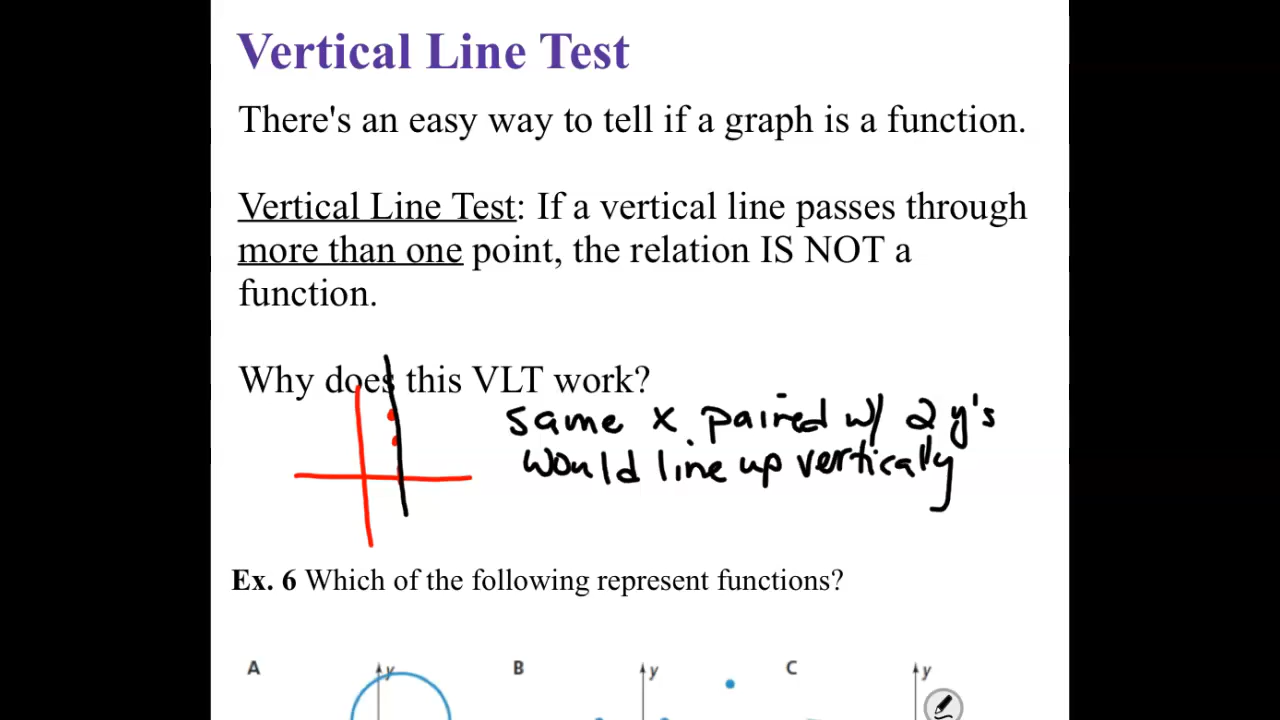 Vertical Line Test
There's an easy way to tell if a graph is a function.
Vertical Line Test: If a vertical line passes through
more than one point, the relation IS NOT a
function.
Why does this VLT work?
same x paired w/ 2 y's
would line up vertically
Ex. 6 Which of the following represent functions?
A y B y C y